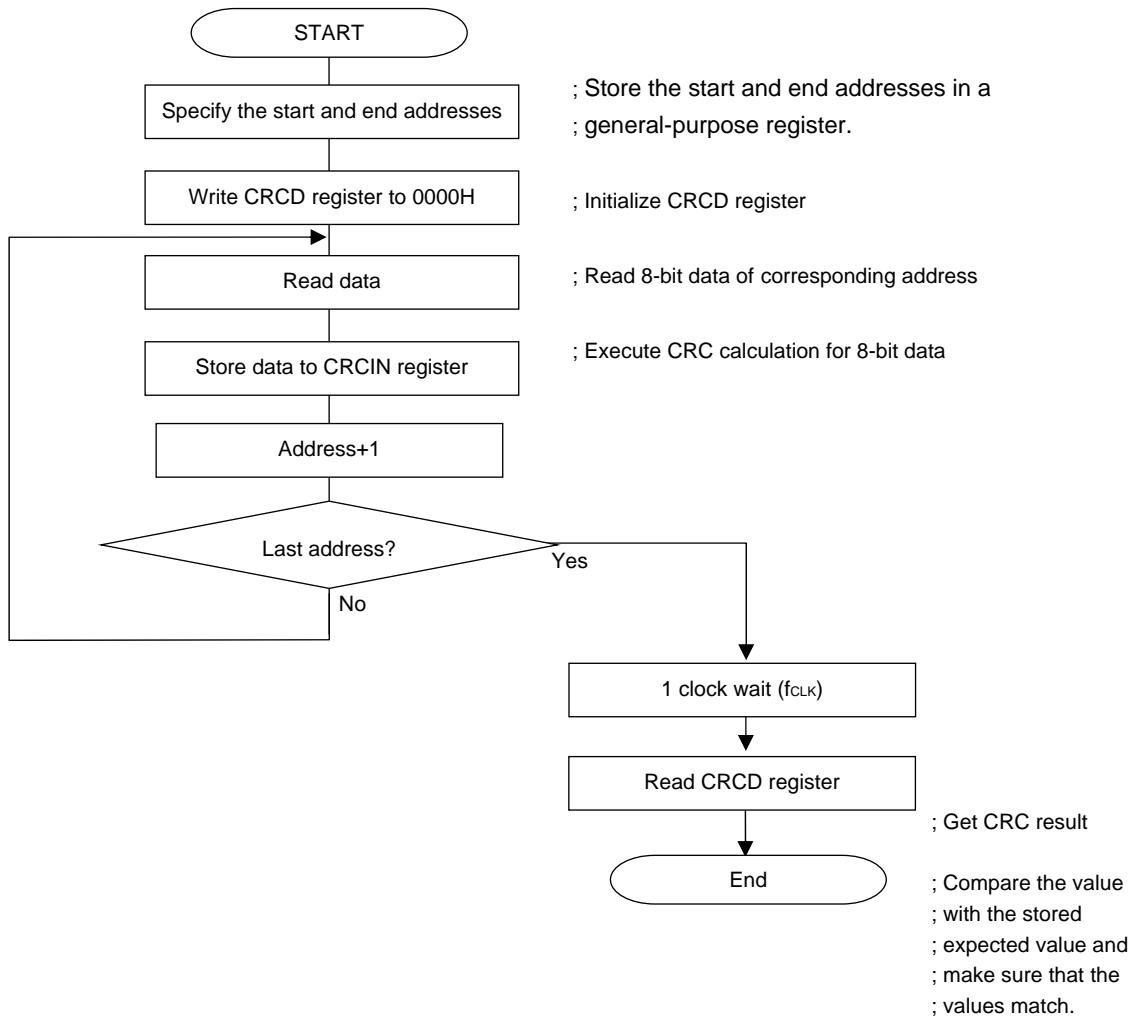 START
Specify the start and end addresses
; Store the start and end addresses in a
; general-purpose register.
Write CRCD register to 0000H
; Initialize CRCD register
Read data
; Read 8-bit data of corresponding address
Store data to CRCIN register
; Execute CRC calculation for 8-bit data
Address+1
Last address?
Yes
No
1 clock wait (fCLK)
Read CRCD register
; Get CRC result
End
; Compare the value
; with the stored
; expected value and
; make sure that the
; values match.